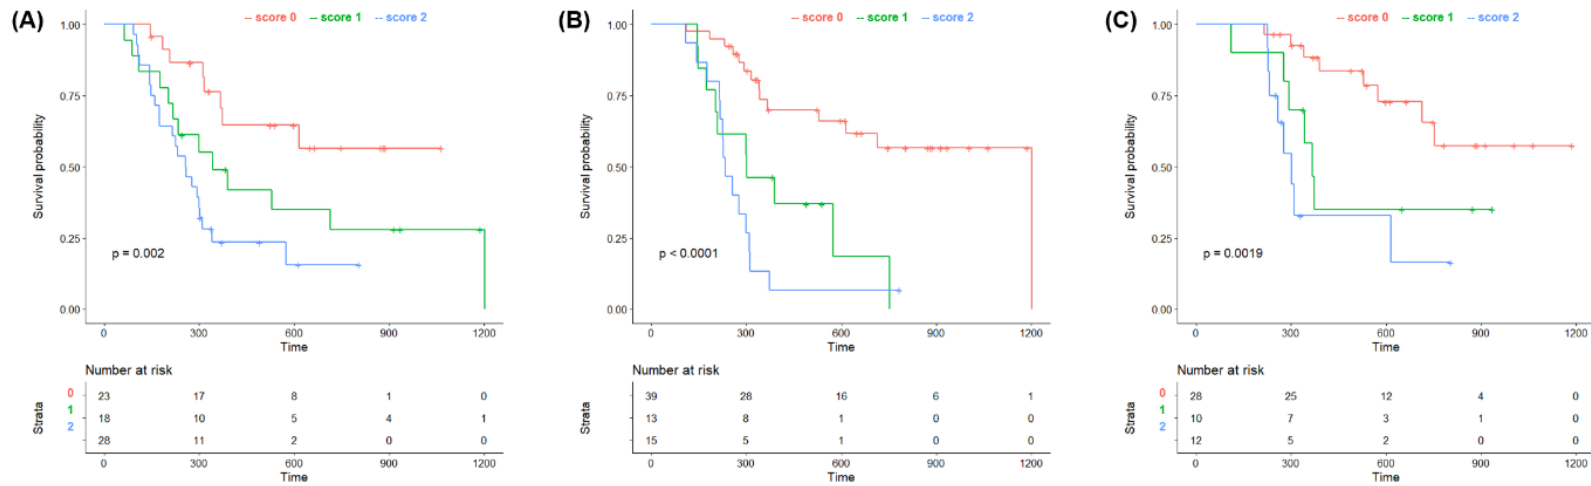 (A)
-- score 0 -- score 1 -- score 2
Survival probability
1.00
0.75
0.50
0.25
0.00
p = 0.002
0 300 600 900 1200
Time
Number at risk
Strata
0 23 17 8 1 0
1 18 10 5 4 1
2 28 11 2 0 0
0 300 600 900 1200
Time
(B)
-- score 0 -- score 1 -- score 2
Survival probability
1.00
0.75
0.50
0.25
0.00
p < 0.0001
0 300 600 900 1200
Time
Number at risk
Strata
0 39 28 16 6 1
1 13 8 1 0 0
2 15 5 1 0 0
0 300 600 900 1200
Time
(C)
-- score 0 -- score 1 -- score 2
Survival probability
1.00
0.75
0.50
0.25
0.00
p = 0.0019
0 300 600 900 1200
Time
Number at risk
Strata
0 28 25 12 4 0
1 10 7 3 1 0
2 12 5 2 0 0
0 300 600 900 1200
Time